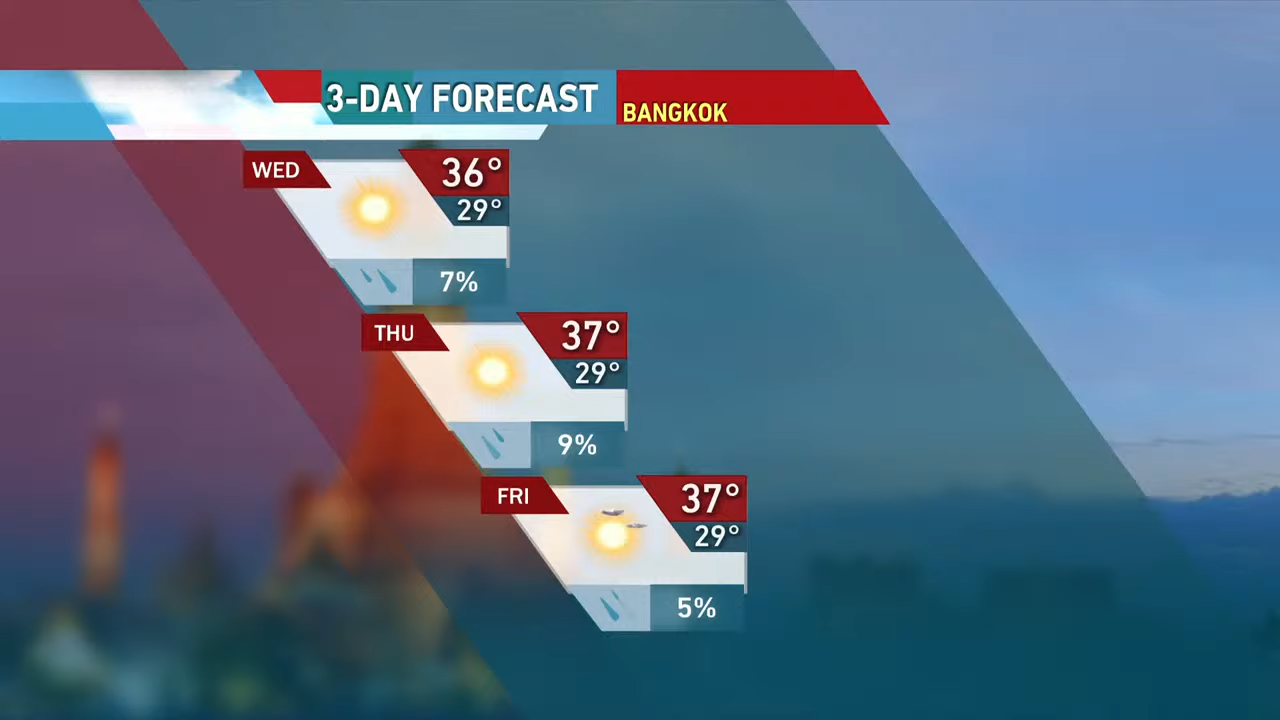 3-DAY FORECAST
BANGKOK
WED
36°
29°
7%
THU
37°
29°
9%
FRI
37°
29°
5%